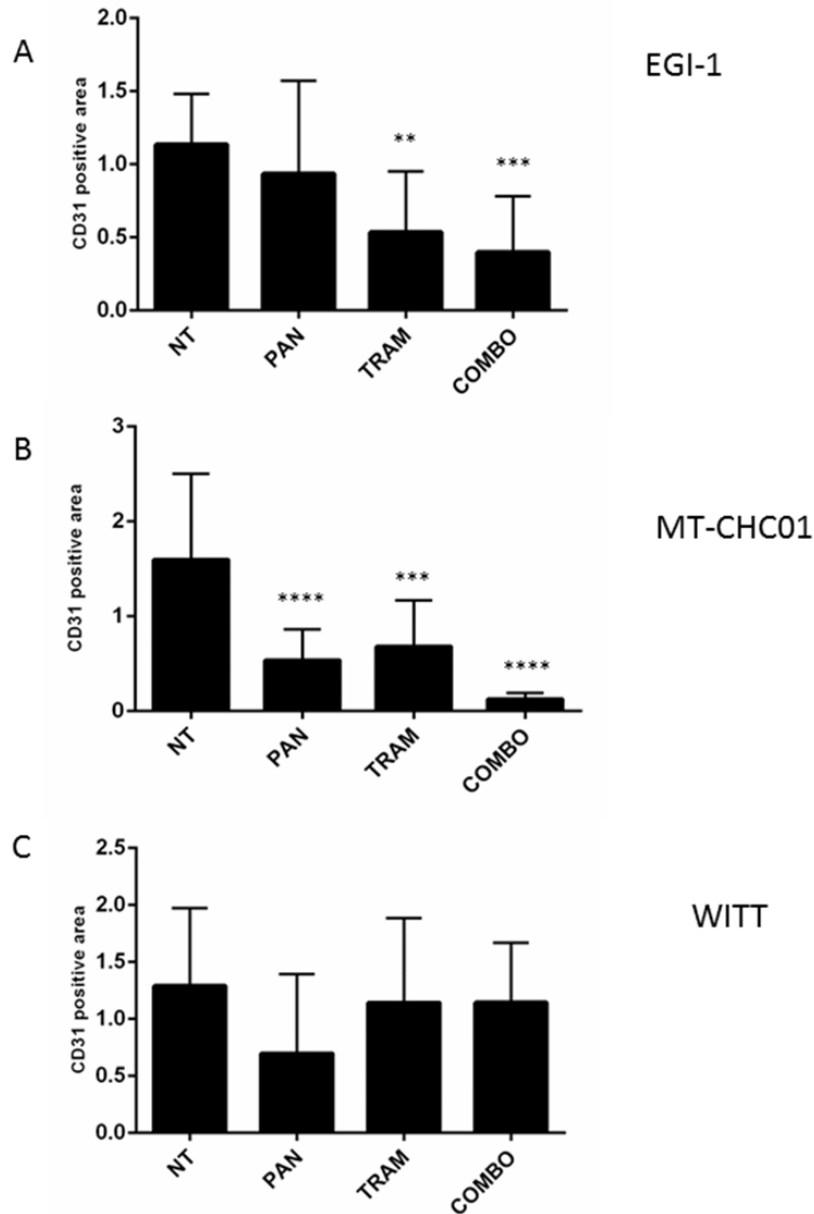 A
EGI-1
CD31 positive area
2.0
1.5
1.0
0.5
0.0
**
***
NT
PAN
TRAM
COMBO
B
MT-CHC01
CD31 positive area
3
2
1
0
****
***
****
NT
PAN
TRAM
COMBO
C
WITT
CD31 positive area
2.5
2.0
1.5
1.0
0.5
0.0
NT
PAN
TRAM
COMBO